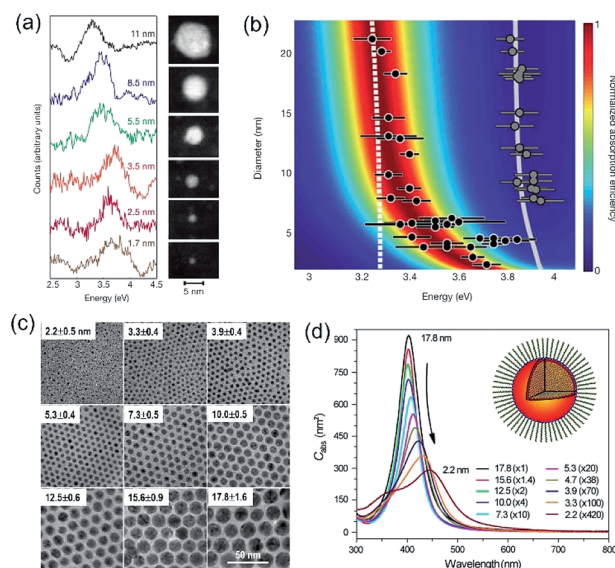 (a)
11 nm
8.5 nm
5.5 nm
3.5 nm
2.5 nm
1.7 nm
Counts (arbitrary units)
2.5 3.0 3.5 4.0 4.5
Energy (eV)
5 nm
(b)
20
15
10
5
Diameter (nm)
3 3.2 3.4 3.6 3.8 4
Energy (eV)
1
0
Normalized absorption efficiency
(c)
2.2±0.5 nm
3.3±0.4
3.9±0.4
5.3±0.4
7.3±0.5
10.0±0.5
12.5±0.6
15.6±0.9
17.8±1.6
50 nm
(d)
900
750
600
450
300
150
0
Cabs (nm²)
17.8 nm
2.2 nm
17.8 (x1) 5.3 (x20)
15.6 (x1.4) 4.7 (x38)
12.5 (x2) 3.9 (x70)
10.0 (x4) 3.3 (x100)
7.3 (x10) 2.2 (x420)
300 400 500 600 700 800
Wavelength (nm)